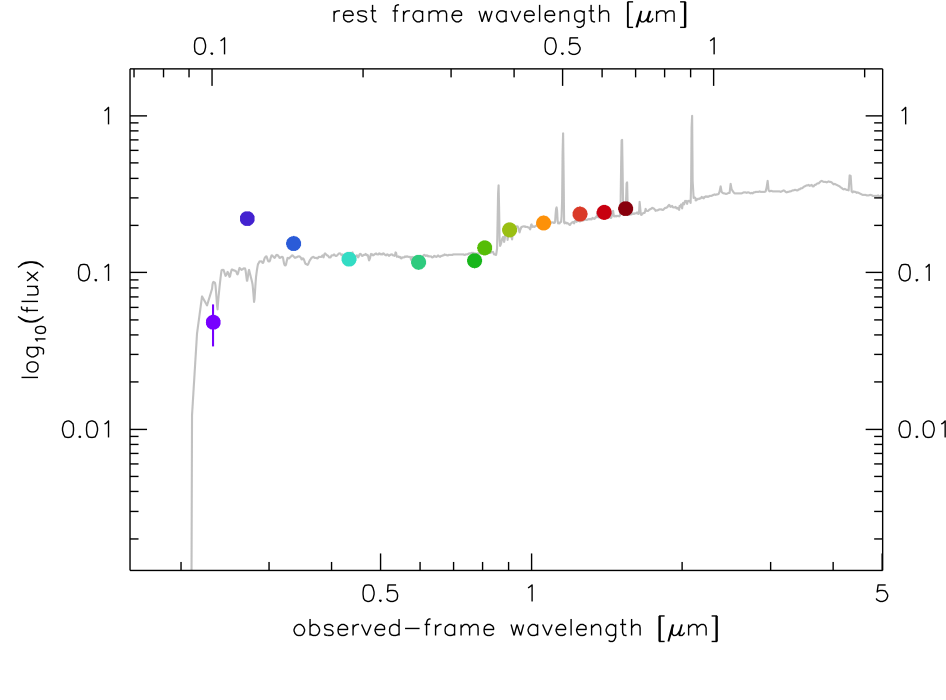 rest frame wavelength [μm]
0.1 0.5 1
1 1
0.1 0.1
0.01 0.01
log10(flux)
0.5 1 5
observed-frame wavelength [μm]